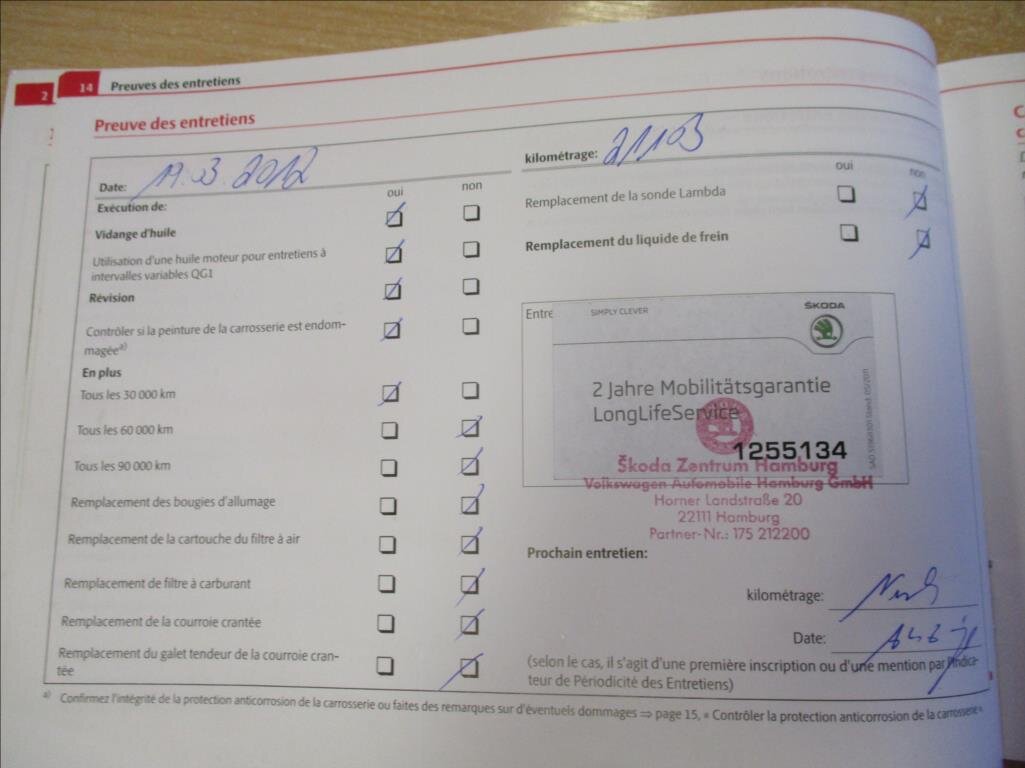 2
14 Preuves des entretiens
Preuve des entretiens
Date: 19.03.2012
oui non
Exécution de:
Vidange d'huile
Utilisation d'une huile moteur pour entretiens à
intervalles variables QG1
Révision
Contrôler si la peinture de la carrosserie est endom-
magéeª⁾
En plus
Tous les 30 000 km
Tous les 60 000 km
Tous les 90 000 km
Remplacement des bougies d'allumage
Remplacement de la cartouche du filtre à air
Remplacement de filtre à carburant
Remplacement de la courroie crantée
Remplacement du galet tendeur de la courroie cran-
tée
kilométrage: 21103
oui non
Remplacement de la sonde Lambda
Remplacement du liquide de frein
Entre
SIMPLY CLEVER
ŠKODA
2 Jahre Mobilitätsgarantie
LongLifeService
1255134
Škoda Zentrum Hamburg
Volkswagen Automobile Hamburg GmbH
Horner Landstraße 20
22111 Hamburg
Partner-Nr.: 175 212200
Prochain entretien:
kilométrage:
Date:
(selon le cas, il s'agit d'une première inscription ou d'une mention par l'Indica-
teur de Périodicité des Entretiens)
ª⁾ Confirmez l'intégrité de la protection anticorrosion de la carrosserie ou faites des remarques sur d'éventuels dommages ⇒ page 15, « Contrôler la protection anticorrosion de la carrosserie »